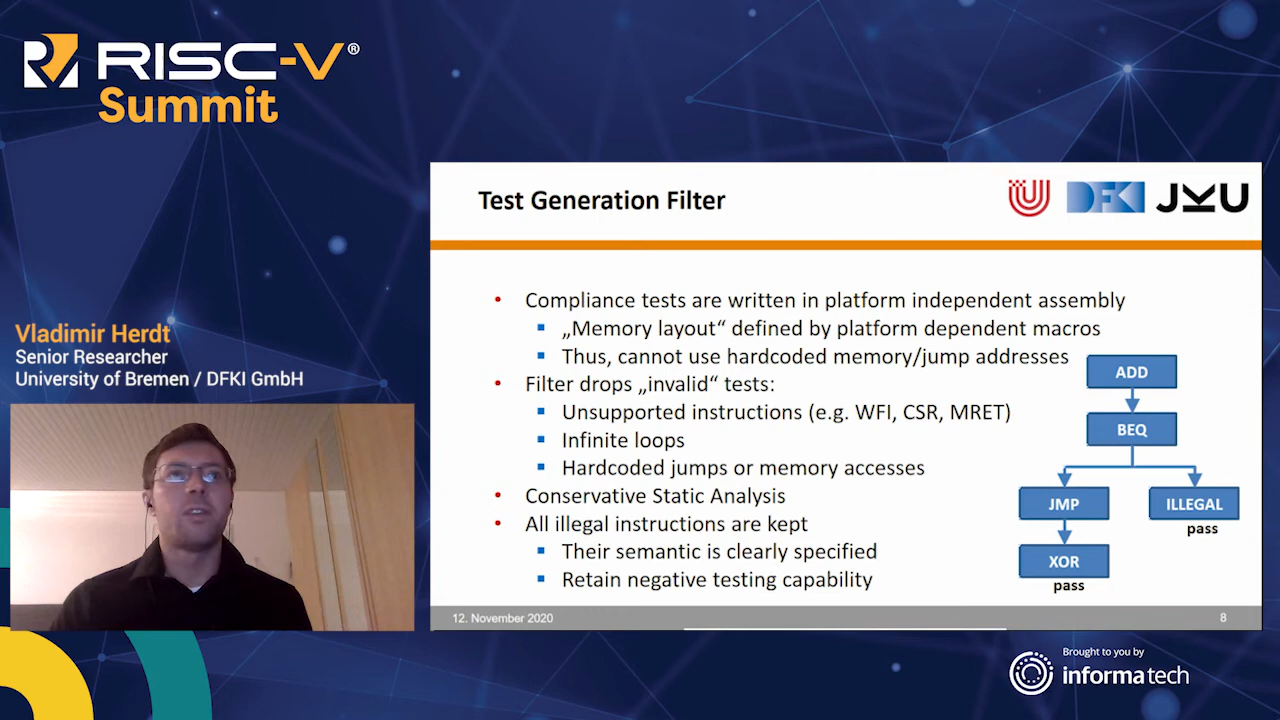 RISC-V®
Summit
Vladimir Herdt
Senior Researcher
University of Bremen / DFKI GmbH
Test Generation Filter
DFKI JKU
• Compliance tests are written in platform independent assembly
▪ „Memory layout“ defined by platform dependent macros
▪ Thus, cannot use hardcoded memory/jump addresses
• Filter drops „invalid“ tests:
▪ Unsupported instructions (e.g. WFI, CSR, MRET)
▪ Infinite loops
▪ Hardcoded jumps or memory accesses
• Conservative Static Analysis
• All illegal instructions are kept
▪ Their semantic is clearly specified
▪ Retain negative testing capability
ADD
BEQ
JMP
ILLEGAL
pass
XOR
pass
12. November 2020
8
Brought to you by
informa tech